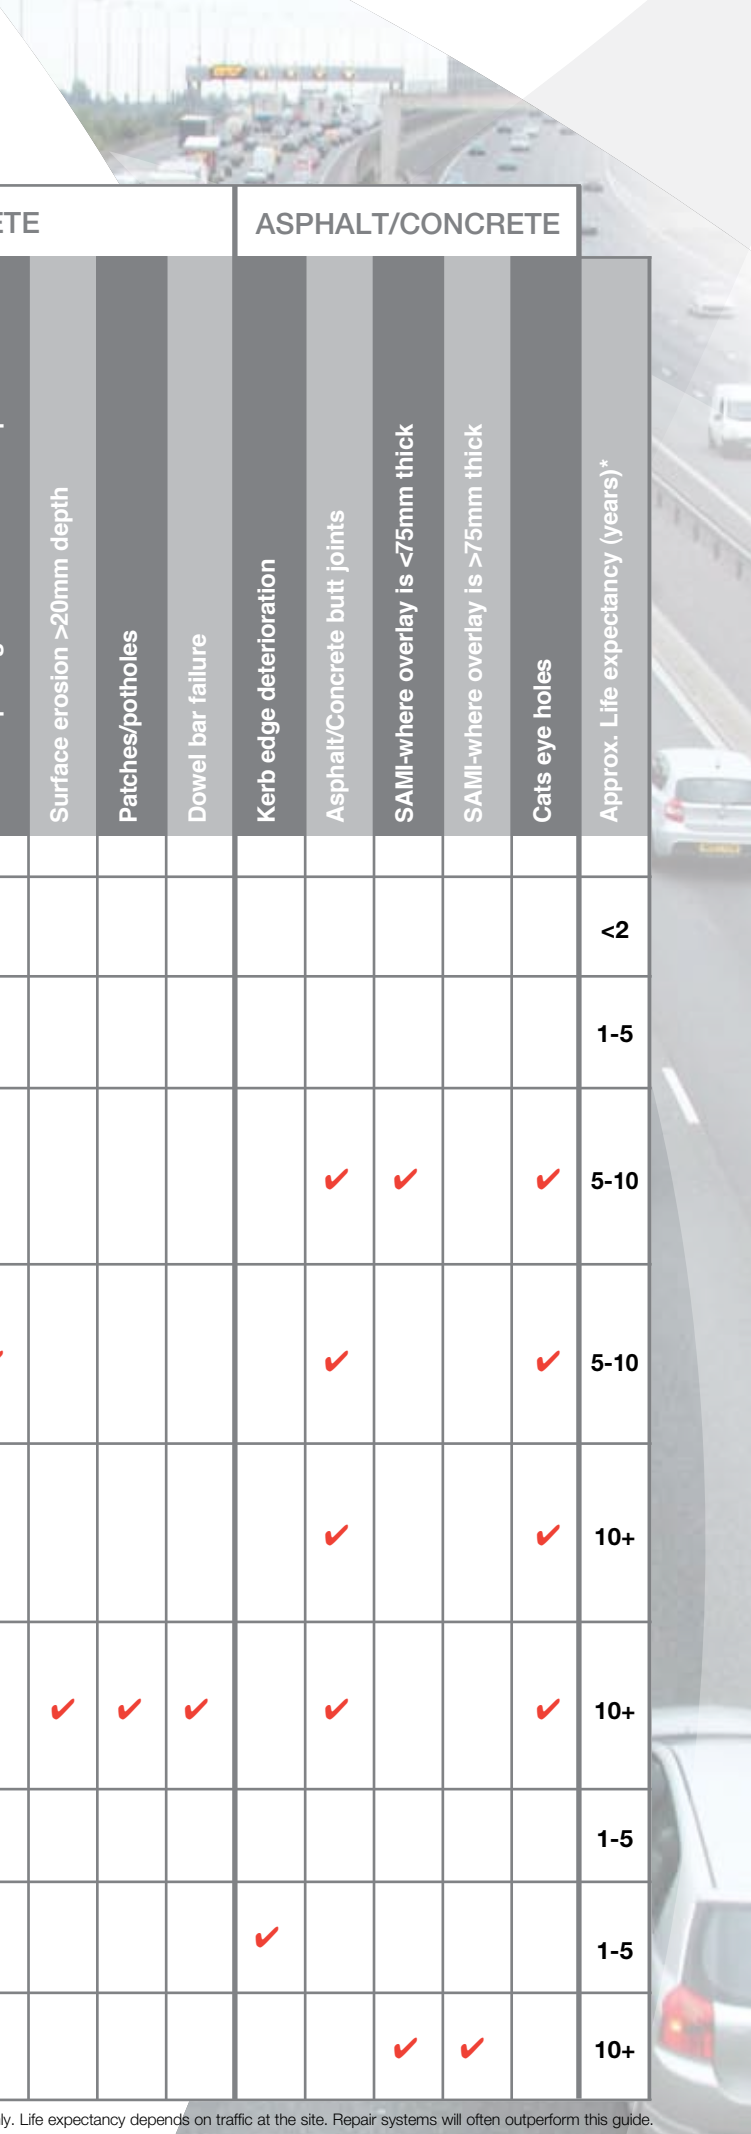 ETE
ASPHALT/CONCRETE
Surface erosion >20mm depth
Patches/potholes
Dowel bar failure
Kerb edge deterioration
Asphalt/Concrete butt joints
SAMI-where overlay is <75mm thick
SAMI-where overlay is >75mm thick
Cats eye holes
Approx. Life expectancy (years)*
<2
1-5
✔ ✔ ✔ 5-10
✔ ✔ 5-10
✔ ✔ 10+
✔ ✔ ✔ ✔ ✔ 10+
1-5
✔ 1-5
✔ ✔ 10+
ly. Life expectancy depends on traffic at the site. Repair systems will often outperform this guide.